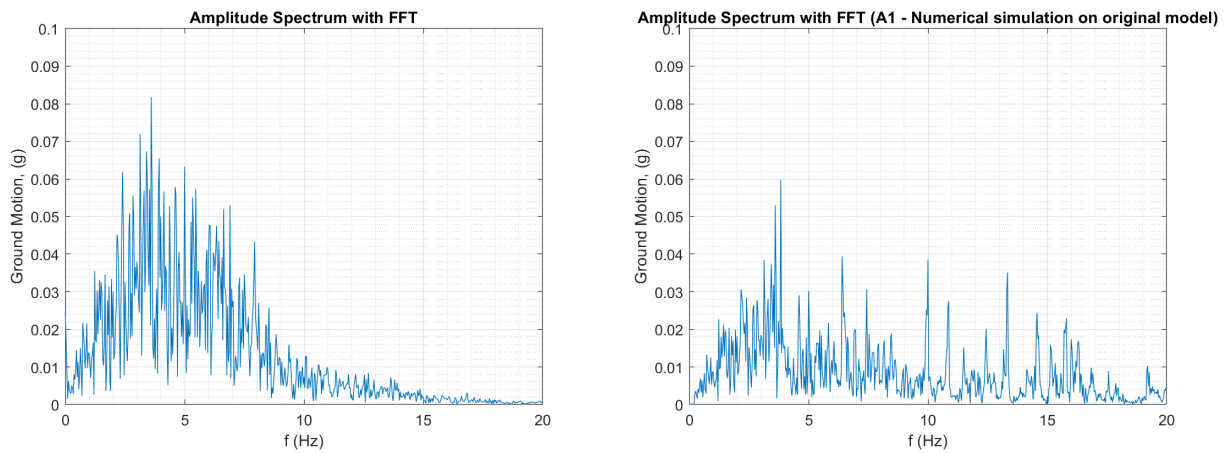 Amplitude Spectrum with FFT
Ground Motion, (g)
0.1
0.09
0.08
0.07
0.06
0.05
0.04
0.03
0.02
0.01
0
0 5 10 15 20
f (Hz)
Amplitude Spectrum with FFT (A1 - Numerical simulation on original model)
Ground Motion, (g)
0.1
0.09
0.08
0.07
0.06
0.05
0.04
0.03
0.02
0.01
0
0 5 10 15 20
f (Hz)